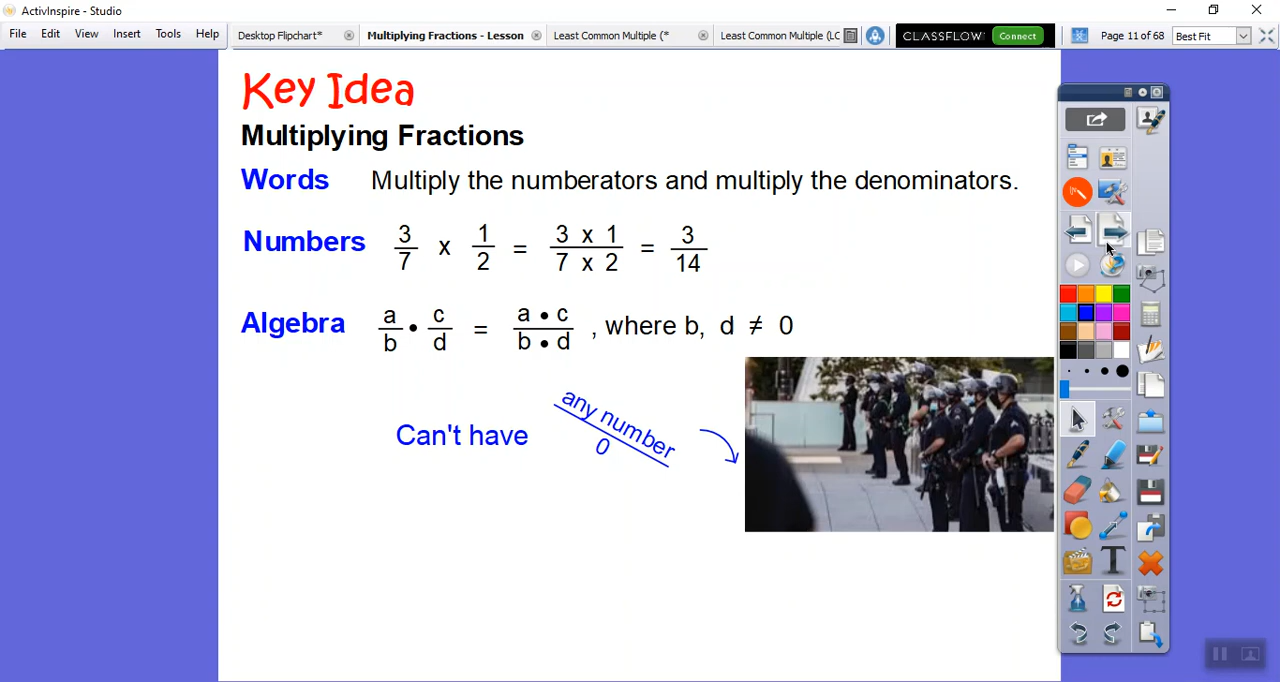 ActivInspire - Studio
File Edit View Insert Tools Help
Desktop Flipchart* Multiplying Fractions - Lesson Least Common Multiple (* Least Common Multiple (LC CLASSFLOW Connect Page 11 of 68 Best Fit
Key Idea
Multiplying Fractions
Words Multiply the numberators and multiply the denominators.
Numbers 3/7 x 1/2 = 3 x 1 / 7 x 2 = 3/14
Algebra a/b • c/d = a • c / b • d , where b, d ≠ 0
Can't have any number / 0
T